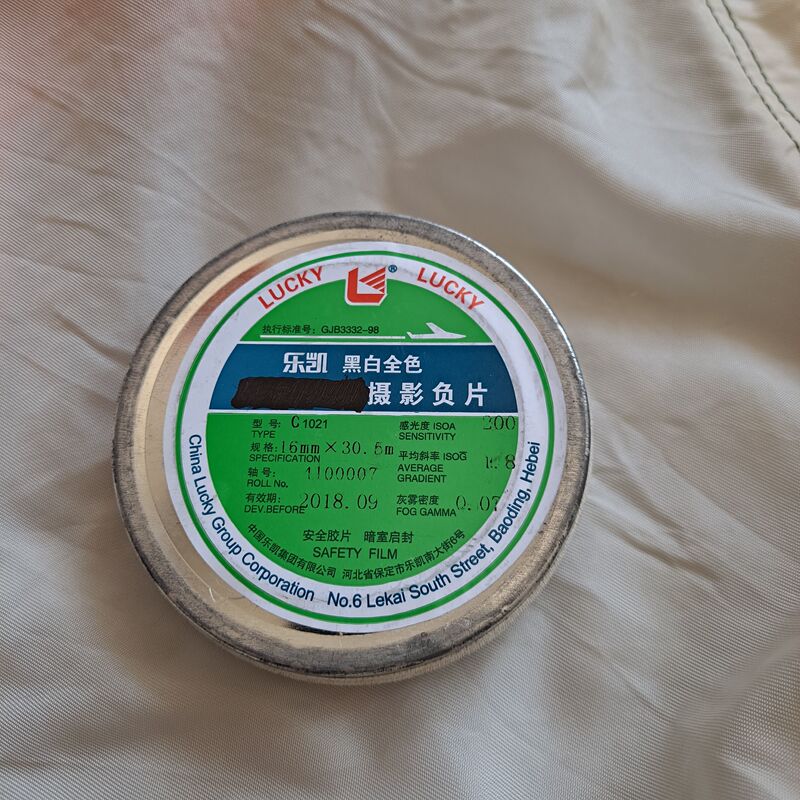 LUCKY ® LUCKY
执行标准号：GJB3332-98
乐凯 黑白全色
摄影负片
型 号: C1021
TYPE
感光度 ISOA 300
SENSITIVITY
规格: 16mm×30.5m
SPECIFICATION
平均斜率 ISOG
AVERAGE
GRADIENT
轴号: 1100007
ROLL No.
有效期: 2018.09
DEV.BEFORE
灰雾密度 0.07
FOG GAMMA
安全胶片 暗室启封
SAFETY FILM
中国乐凯集团有限公司 河北省保定市乐凯南大街6号
China Lucky Group Corporation No.6 Lekai South Street, Baoding, Hebei